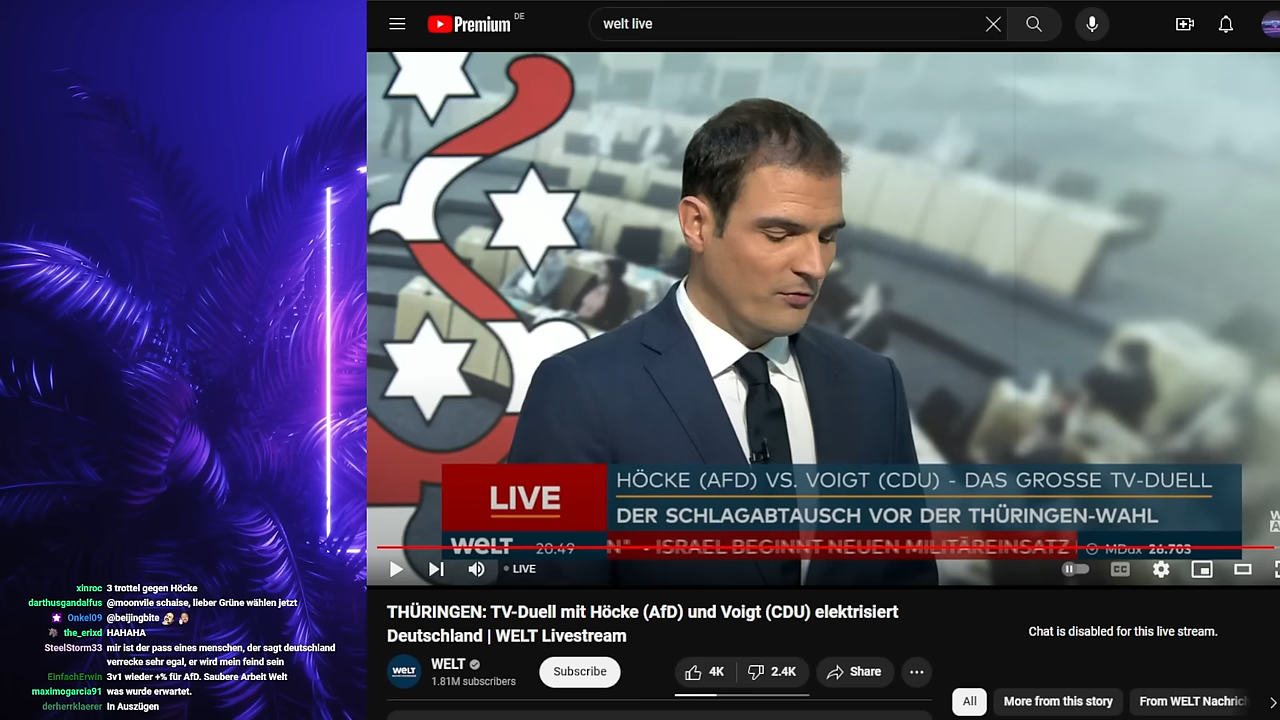 Premium DE
welt live
LIVE
HÖCKE (AFD) VS. VOIGT (CDU) - DAS GROSSE TV-DUELL
DER SCHLAGABTAUSCH VOR DER THÜRINGEN-WAHL
WELT 20:49 N" - ISRAEL BEGINNT NEUEN MILITÄREINSATZ MDax 26.703
LIVE
CC
THÜRINGEN: TV-Duell mit Höcke (AfD) und Voigt (CDU) elektrisiert
Deutschland | WELT Livestream
Chat is disabled for this live stream.
WELT
WELT
1.81M subscribers
Subscribe
4K
2.4K
Share
All
More from this story
From WELT Nachric
xinroc 3 trottel gegen Höcke
darthusgandalfus @moonvile schaise, lieber Grüne wählen jetzt
Onkel09 @beijingbite
the_erixd HAHAHA
SteelStorm33 mir ist der pass eines menschen, der sagt deutschland
verrecke sehr egal, er wird mein feind sein
EinfachErwin 3v1 wieder +% für AfD. Saubere Arbeit Welt
maximogarcia91 was wurde erwartet.
derherrklaerer In Auszügen